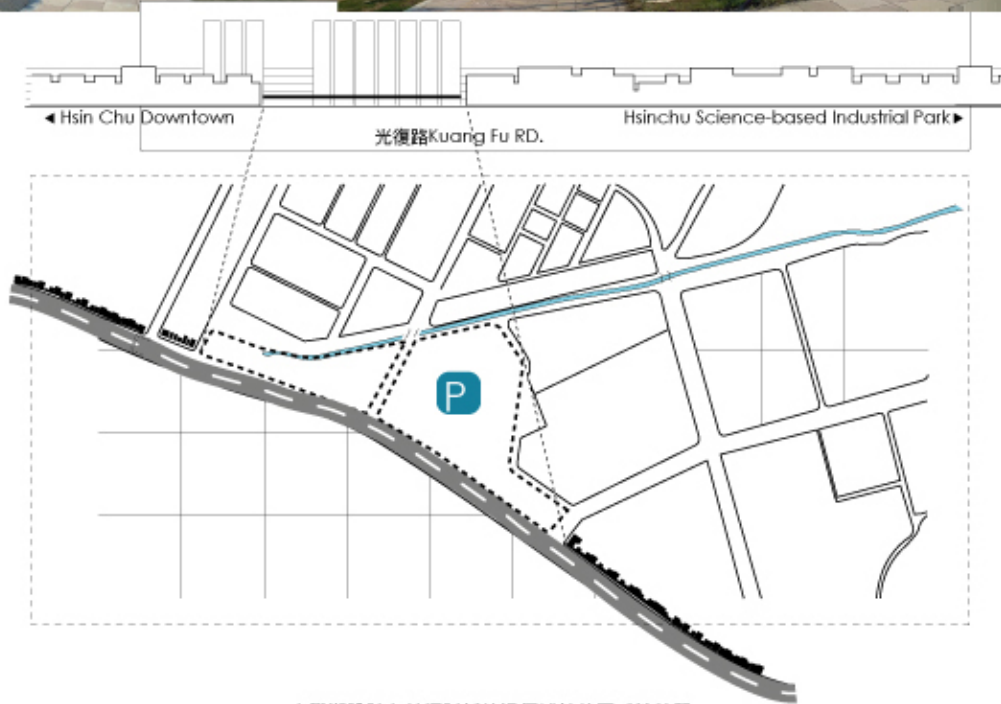 ◀ Hsin Chu Downtown
Hsinchu Science-based Industrial Park▶
光復路Kuang Fu RD.
P